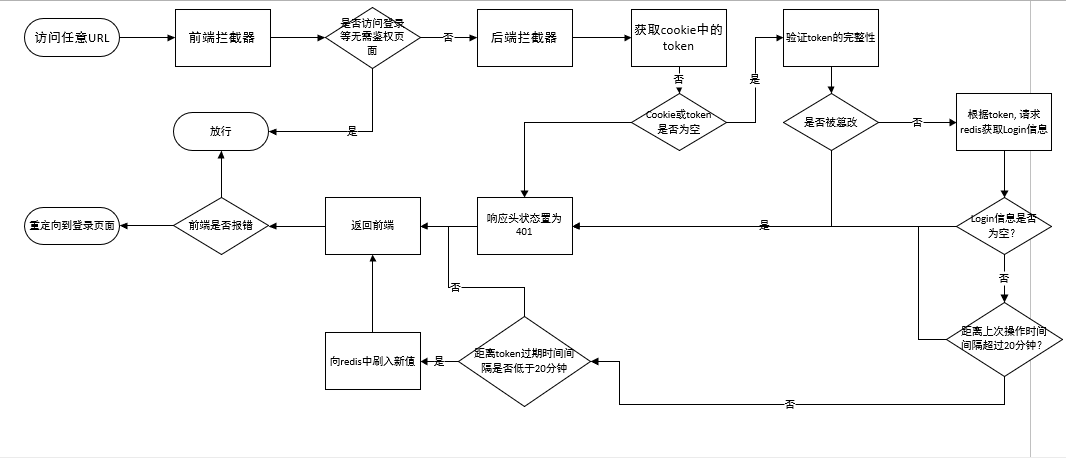 访问任意URL
前端拦截器
是否访问登录
等无需鉴权页
面
否
后端拦截器
获取cookie中的
token
验证token的完整性
否
是
Cookie或token
是否为空
是否被篡改
否
根据token, 请求
redis获取Login信息
放行
是
重定向到登录页面
前端是否报错
返回前端
响应头状态置为
401
是
Login信息是否
为空?
否
否
距离上次操作时间
间隔超过20分钟?
向redis中刷入新值
是
距离token过期时间间
隔是否低于20分钟
否